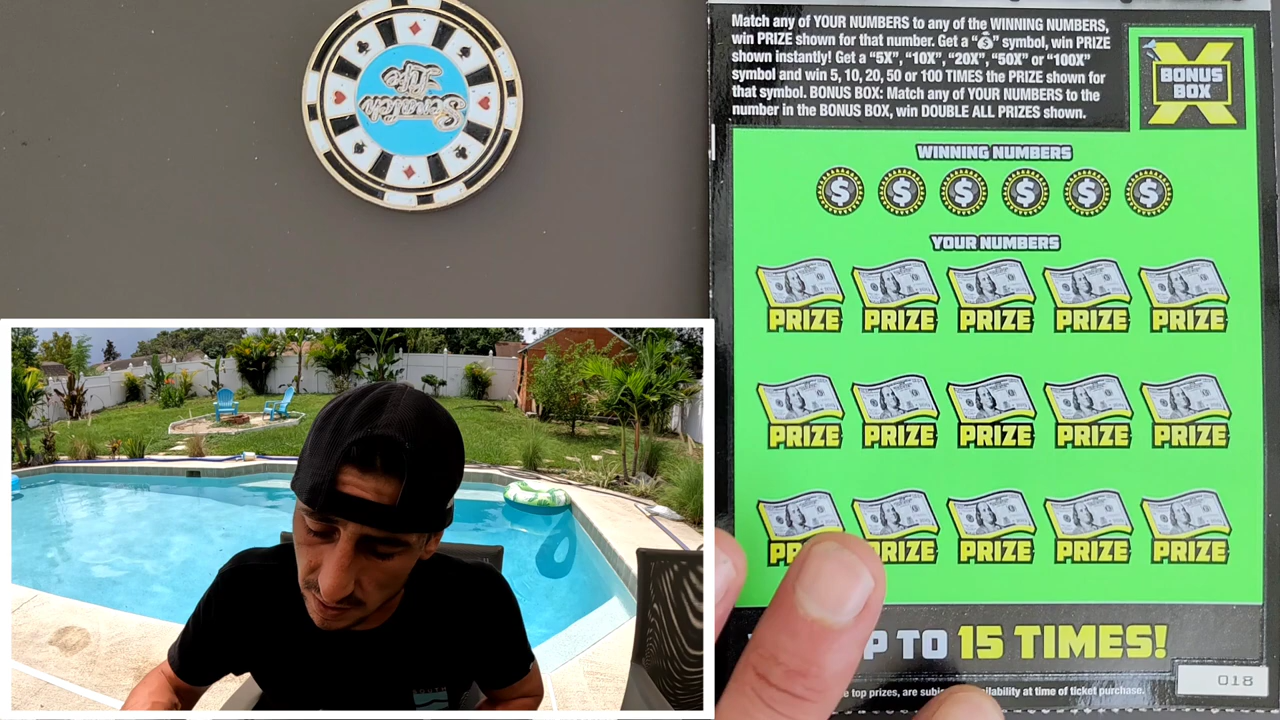 Match any of YOUR NUMBERS to any of the WINNING NUMBERS,
win PRIZE shown for that number. Get a "$" symbol, win PRIZE
shown instantly! Get a "5X", "10X", "20X", "50X" or "100X"
symbol and win 5, 10, 20, 50 or 100 TIMES the PRIZE shown for
that symbol. BONUS BOX: Match any of YOUR NUMBERS to the
number in the BONUS BOX, win DOUBLE ALL PRIZES shown.
BONUS
BOX
Scratch
Life
WINNING NUMBERS
$ $ $ $ $ $
YOUR NUMBERS
PRIZE PRIZE PRIZE PRIZE PRIZE
PRIZE PRIZE PRIZE PRIZE PRIZE
PRIZE PRIZE PRIZE PRIZE
UP TO 15 TIMES!
018
top prizes, are availability at time of ticket purchase.